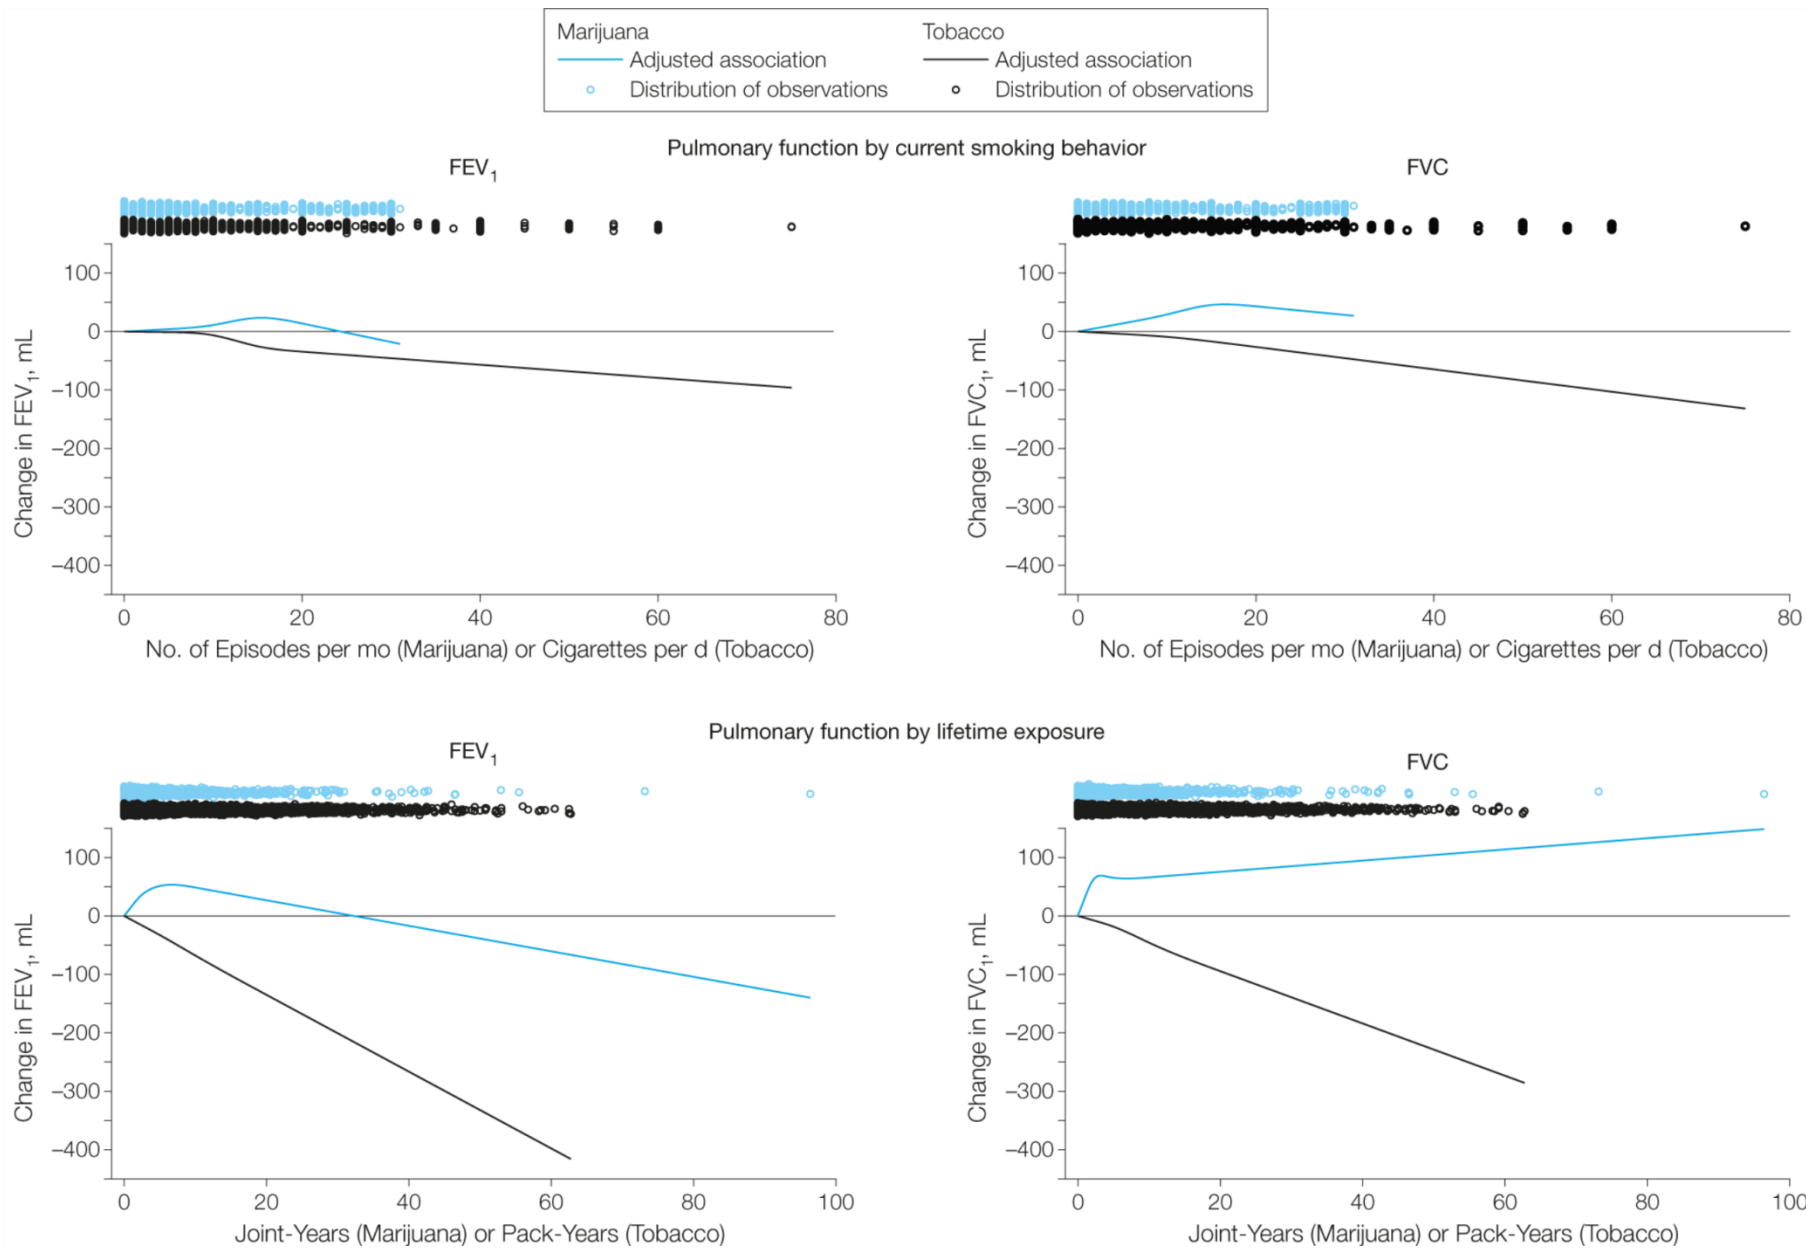 Marijuana Tobacco
Adjusted association Adjusted association
Distribution of observations Distribution of observations
Pulmonary function by current smoking behavior
FEV1 FVC
100
0
–100
–200
–300
–400
Change in FEV1, mL
0 20 40 60 80
No. of Episodes per mo (Marijuana) or Cigarettes per d (Tobacco)
100
0
–100
–200
–300
–400
Change in FVC1, mL
0 20 40 60 80
No. of Episodes per mo (Marijuana) or Cigarettes per d (Tobacco)
Pulmonary function by lifetime exposure
FEV1 FVC
100
0
–100
–200
–300
–400
Change in FEV1, mL
0 20 40 60 80 100
Joint-Years (Marijuana) or Pack-Years (Tobacco)
100
0
–100
–200
–300
–400
Change in FVC1, mL
0 20 40 60 80 100
Joint-Years (Marijuana) or Pack-Years (Tobacco)